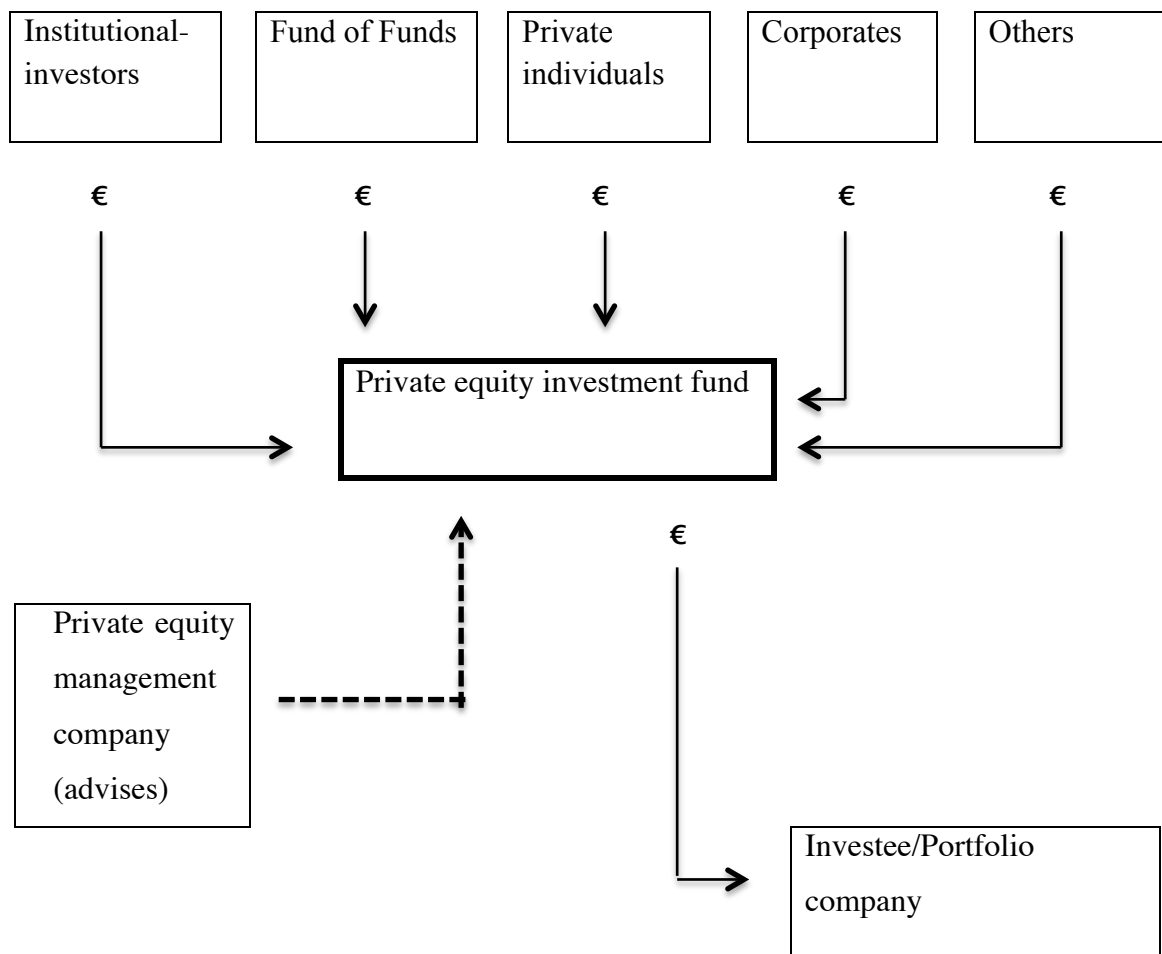 Institutional-
investors
Fund of Funds
Private
individuals
Corporates
Others
€
€
€
€
€
Private equity investment fund
€
Private equity
management
company
(advises)
Investee/Portfolio
company